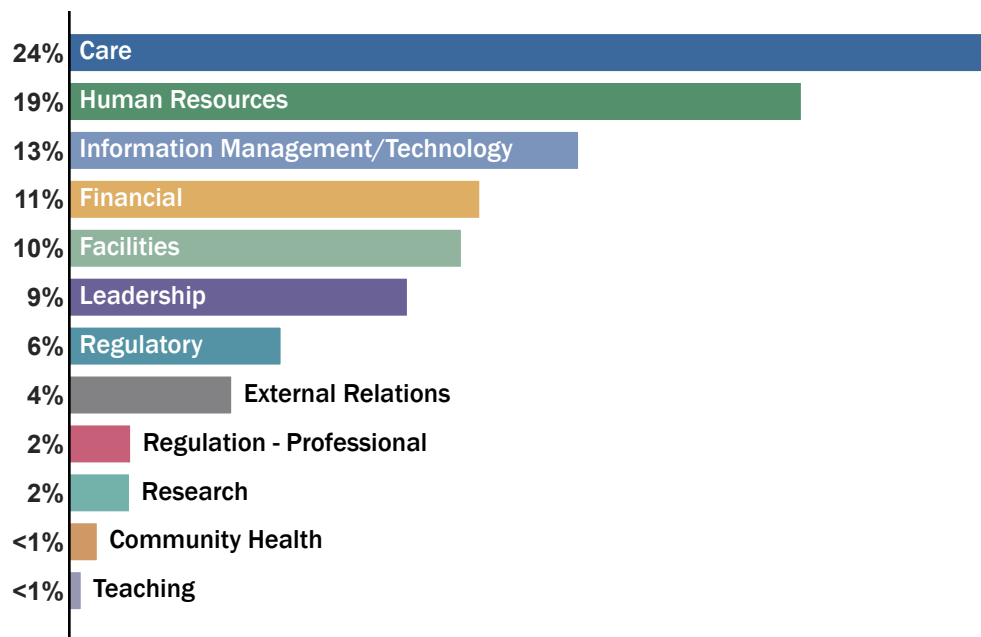 24% Care
19% Human Resources
13% Information Management/Technology
11% Financial
10% Facilities
9% Leadership
6% Regulatory
4% External Relations
2% Regulation - Professional
2% Research
<1% Community Health
<1% Teaching